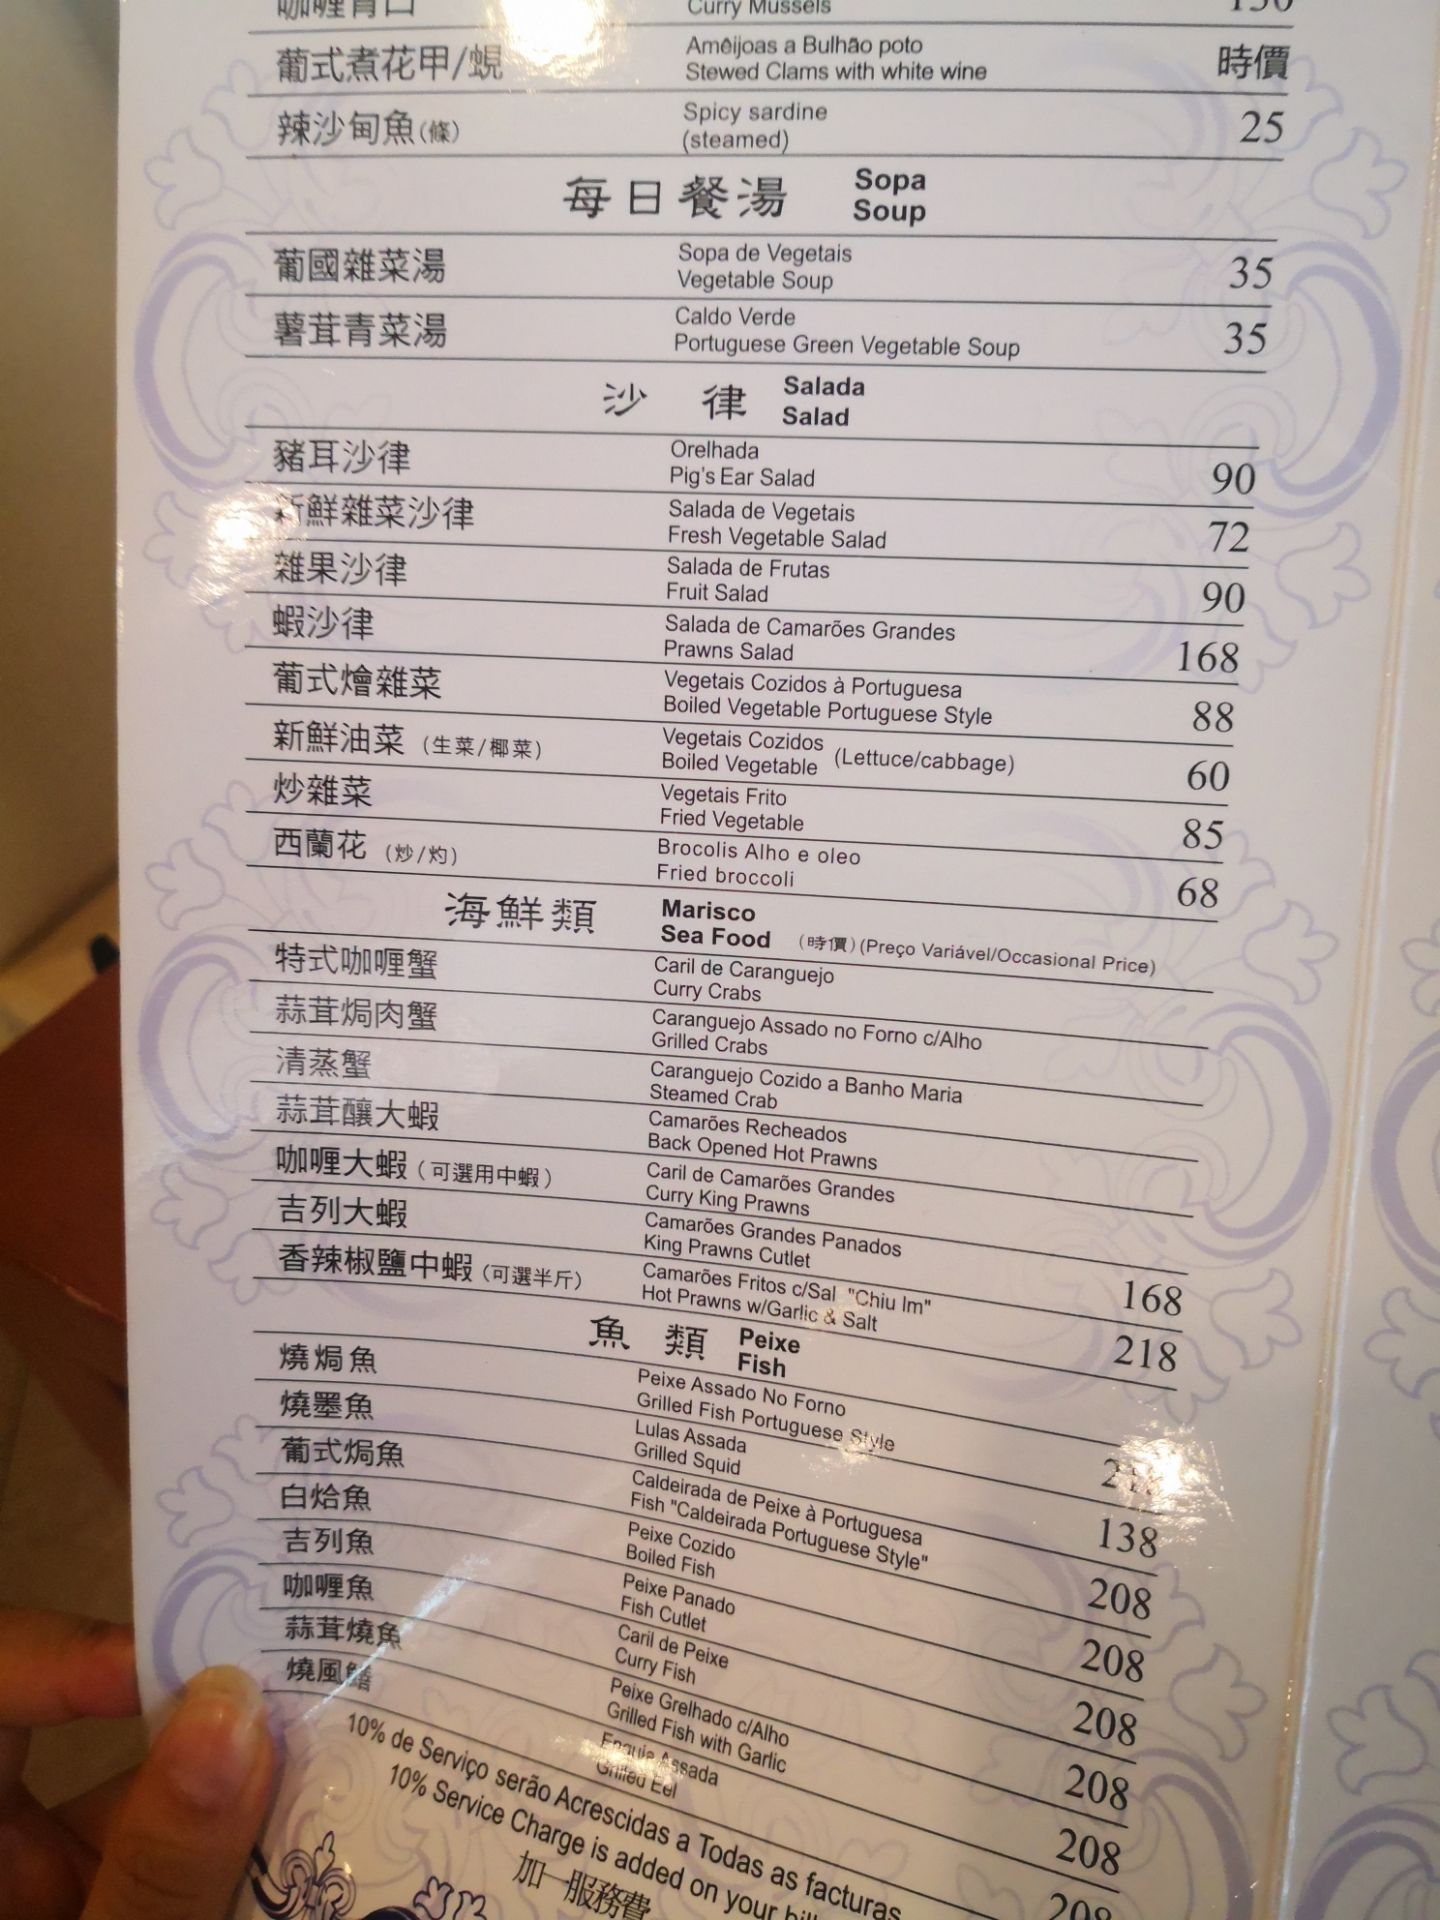 咖喱青口 Curry Mussels 130
葡式煮花甲/蜆 Amêijoas a Bulhão poto 時價
Stewed Clams with white wine
辣沙甸魚(條) Spicy sardine 25
(steamed)
每日餐湯 Sopa
Soup
葡國雜菜湯 Sopa de Vegetais 35
Vegetable Soup
薯茸青菜湯 Caldo Verde 35
Portuguese Green Vegetable Soup
沙律 Salada
Salad
豬耳沙律 Orelhada 90
Pig's Ear Salad
新鮮雜菜沙律 Salada de Vegetais 72
Fresh Vegetable Salad
雜果沙律 Salada de Frutas 90
Fruit Salad
蝦沙律 Salada de Camarões Grandes 168
Prawns Salad
葡式燴雜菜 Vegetais Cozidos à Portuguesa 88
Boiled Vegetable Portuguese Style
新鮮油菜 (生菜/椰菜) Vegetais Cozidos (Lettuce/cabbage) 60
Boiled Vegetable
炒雜菜 Vegetais Frito 85
Fried Vegetable
西蘭花 (炒/灼) Brocolis Alho e oleo 68
Fried broccoli
海鮮類 Marisco
Sea Food (時價)(Preço Variável/Occasional Price)
特式咖喱蟹 Caril de Caranguejo
Curry Crabs
蒜茸焗肉蟹 Caranguejo Assado no Forno c/Alho
Grilled Crabs
清蒸蟹 Caranguejo Cozido a Banho Maria
Steamed Crab
蒜茸釀大蝦 Camarões Recheados
Back Opened Hot Prawns
咖喱大蝦 (可選用中蝦) Caril de Camarões Grandes
Curry King Prawns
吉列大蝦 Camarões Grandes Panados 168
King Prawns Cutlet
香辣椒鹽中蝦 (可選半斤) Camarões Fritos c/Sal "Chiu Im" 218
Hot Prawns w/Garlic & Salt
魚類 Peixe
Fish
燒焗魚 Peixe Assado No Forno
Grilled Fish Portuguese Style
燒墨魚 Lulas Assada 138
Grilled Squid
葡式焗魚 Caldeirada de Peixe à Portuguesa 208
Fish "Caldeirada Portuguese Style"
白烚魚 Peixe Cozido 208
Boiled Fish
吉列魚 Peixe Panado 208
Fish Cutlet
咖喱魚 Caril de Peixe 208
Curry Fish
蒜茸燒魚 Peixe Grelhado c/Alho 208
Grilled Fish with Garlic
燒風鱔 Enguia Assada 208
Grilled Eel
10% de Serviço serão Acrescidas a Todas as facturas
10% Service Charge is added on your bill
加一服務費